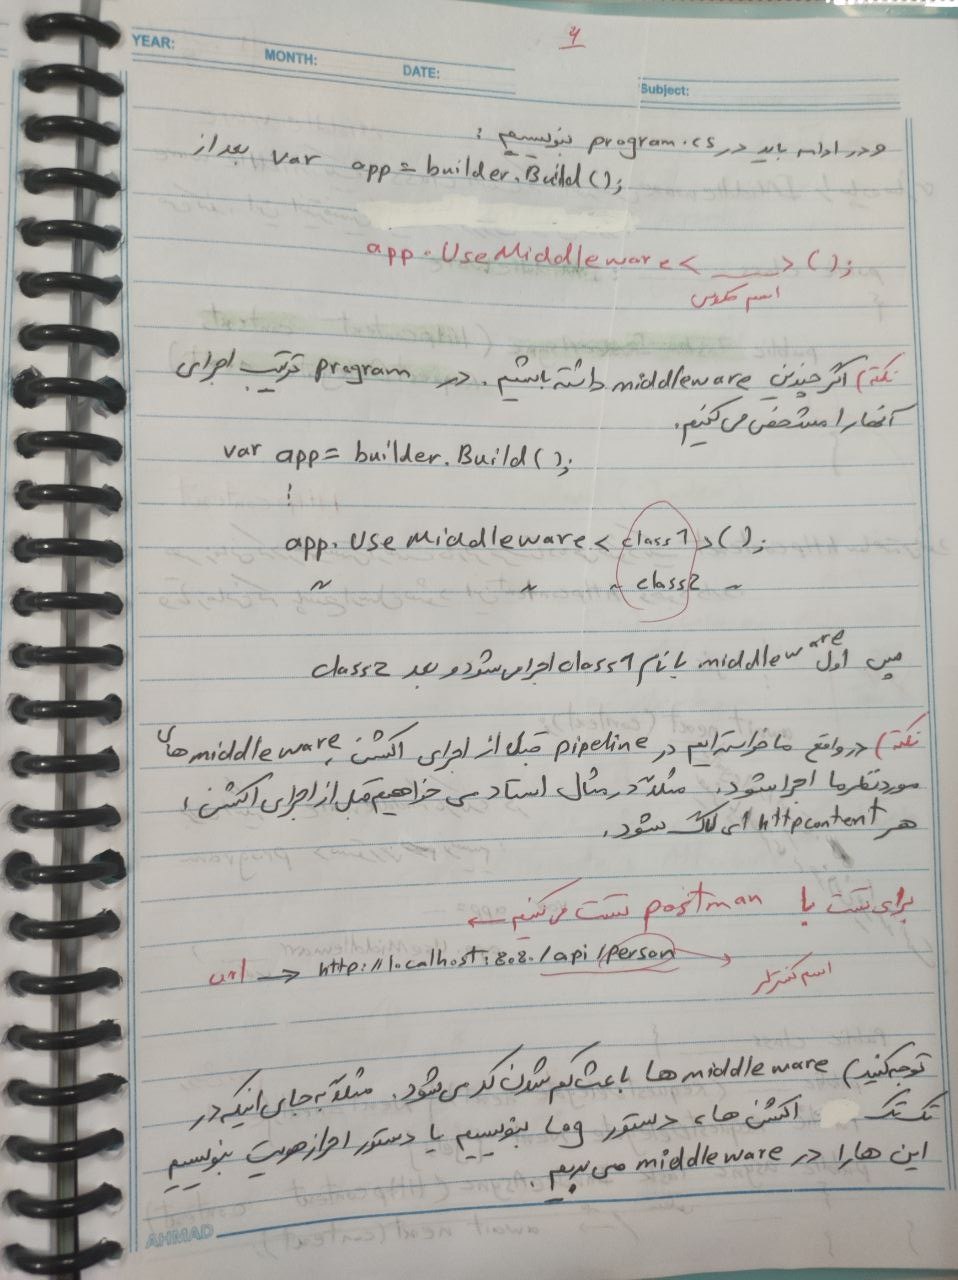 ۴
YEAR:
MONTH:
DATE:
Subject:
و در ادامه باید در program.cs بنویسیم :
بعد از var app = builder.Build();
app.UseMiddleware< ___ >();
اسم کلاس
نکته) اگر چندین middleware داشته باشیم. در program ترتیب اجرای
آنها را مشخص می کنیم.
var app = builder.Build();
⋮
app.UseMiddleware<class1>();
~ ~ ~ class2 ~
پس اول middleware با نام class1 اجرا می شود و بعد class2
نکته) در واقع ما خواسته ایم در pipeline قبل از اجرای اکشن middleware های
مورد نظر ما اجرا شود. مثلاً در مثال استاد می خواهیم قبل از اجرای اکشن ،
هر httpcontent ای لاگ شود.
برای تست با postman تست می کنیم ←
url → http://localhost:8080/api/person
اسم کنترلر
توجه کنید) middleware ها باعث کم شدن کد می شود. مثلاً به جای اینکه در
تک تک اکشن ها، دستور log بنویسیم یا دستور احراز هویت بنویسیم
این ها را در middleware می بریم.
AHMAD